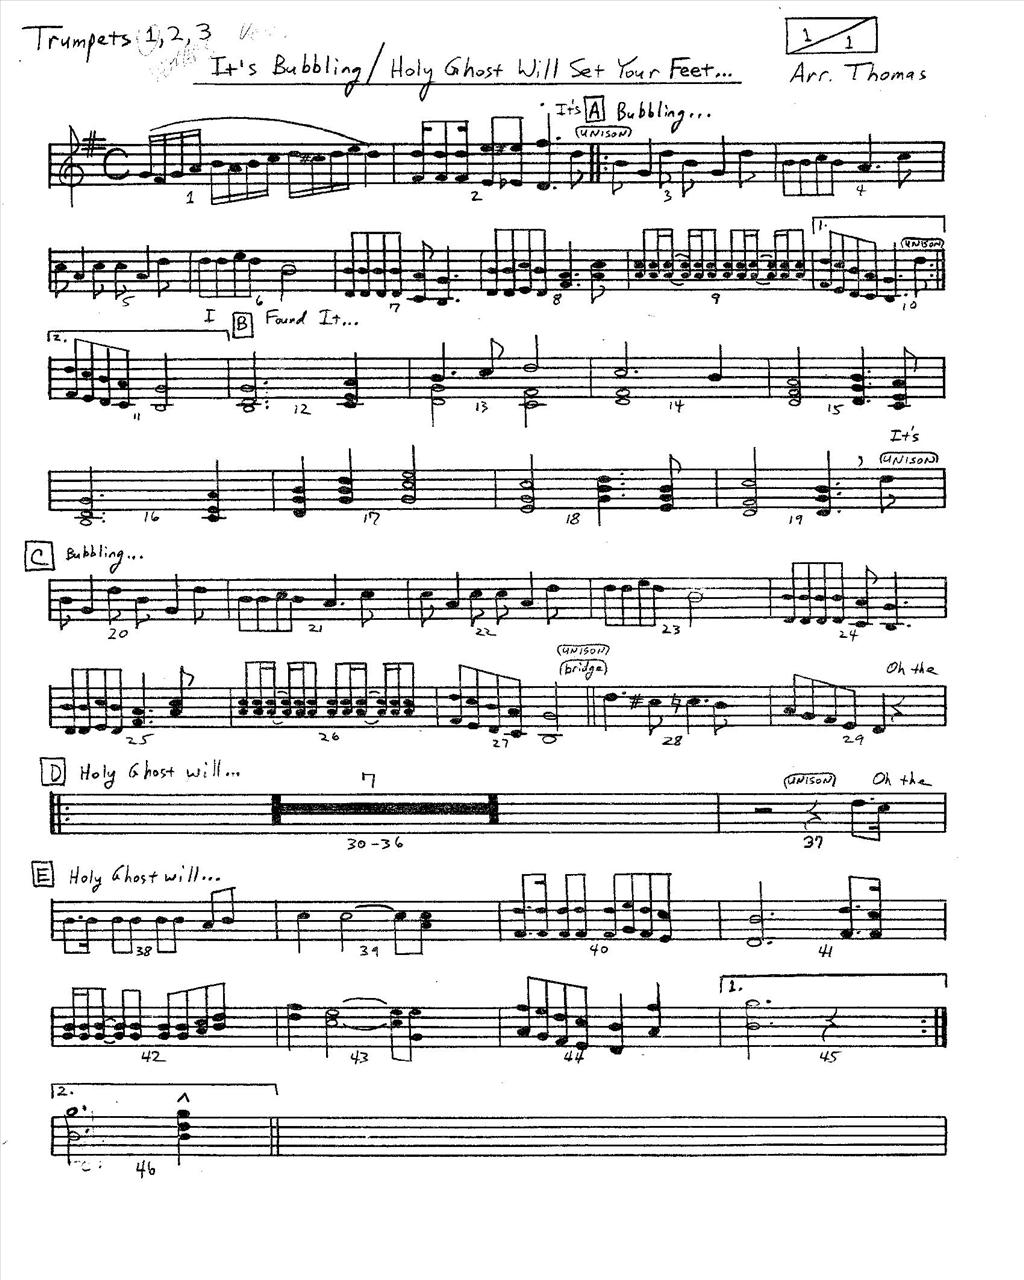 Trumpets 1, 2, 3
1/1
It's Bubbling/Holy Ghost Will Set Your Feet...
Arr. Thomas
It's A Bubbling...
UNISON
1 2 3 4
1.
UNISON
5 6 7 8 9 10
I B Found It...
2.
11 12 13 14 15
It's
UNISON
16 17 18 19
C Bubbling...
20 21 22 23 24
UNISON
(bridge)
Oh the
25 26 27 28 29
D Holy Ghost will...
7
UNISON Oh the
30-36 37
E Holy Ghost will...
38 39 40 41
1.
42 43 44 45
2.
46